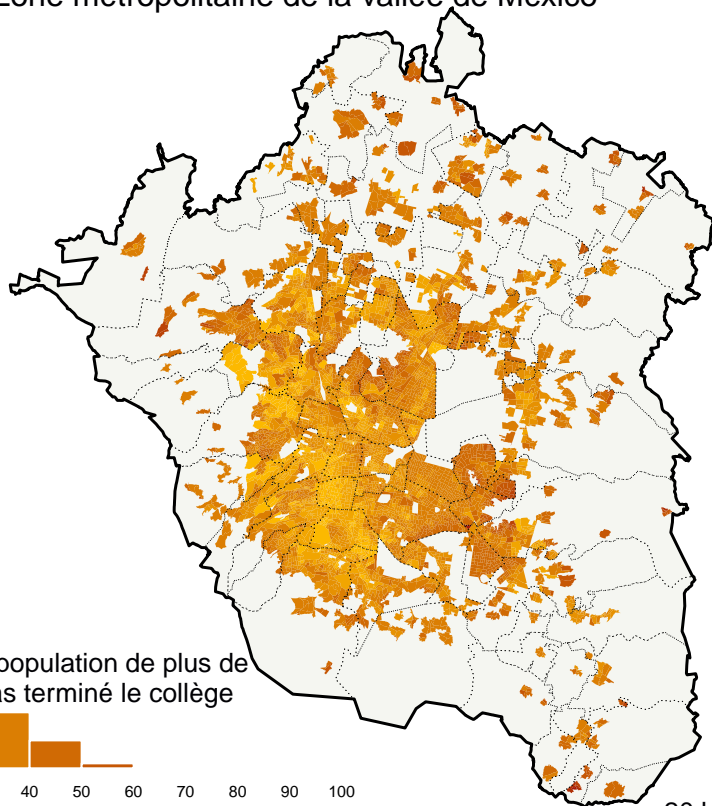 Zone métropolitaine de la vallée de Mexico
population de plus de
as terminé le collège
40 50 60 70 80 90 100